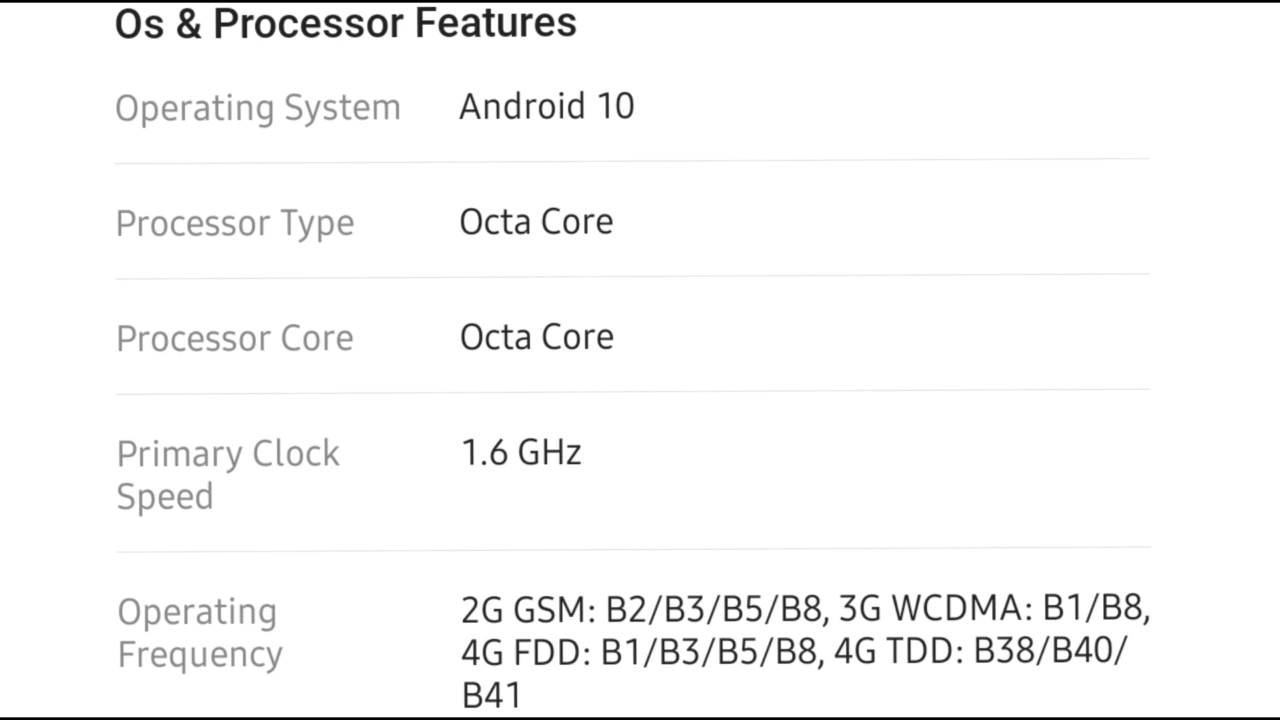 Os & Processor Features
Operating System Android 10
Processor Type Octa Core
Processor Core Octa Core
Primary Clock 1.6 GHz
Speed
Operating 2G GSM: B2/B3/B5/B8, 3G WCDMA: B1/B8,
Frequency 4G FDD: B1/B3/B5/B8, 4G TDD: B38/B40/
B41